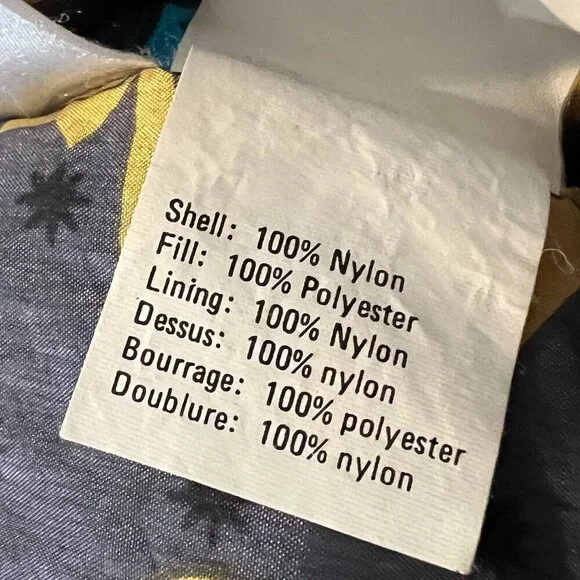 Shell: 100% Nylon
Fill: 100% Polyester
Lining: 100% Nylon
Dessus: 100% nylon
Bourrage: 100% polyester
Doublure: 100% nylon